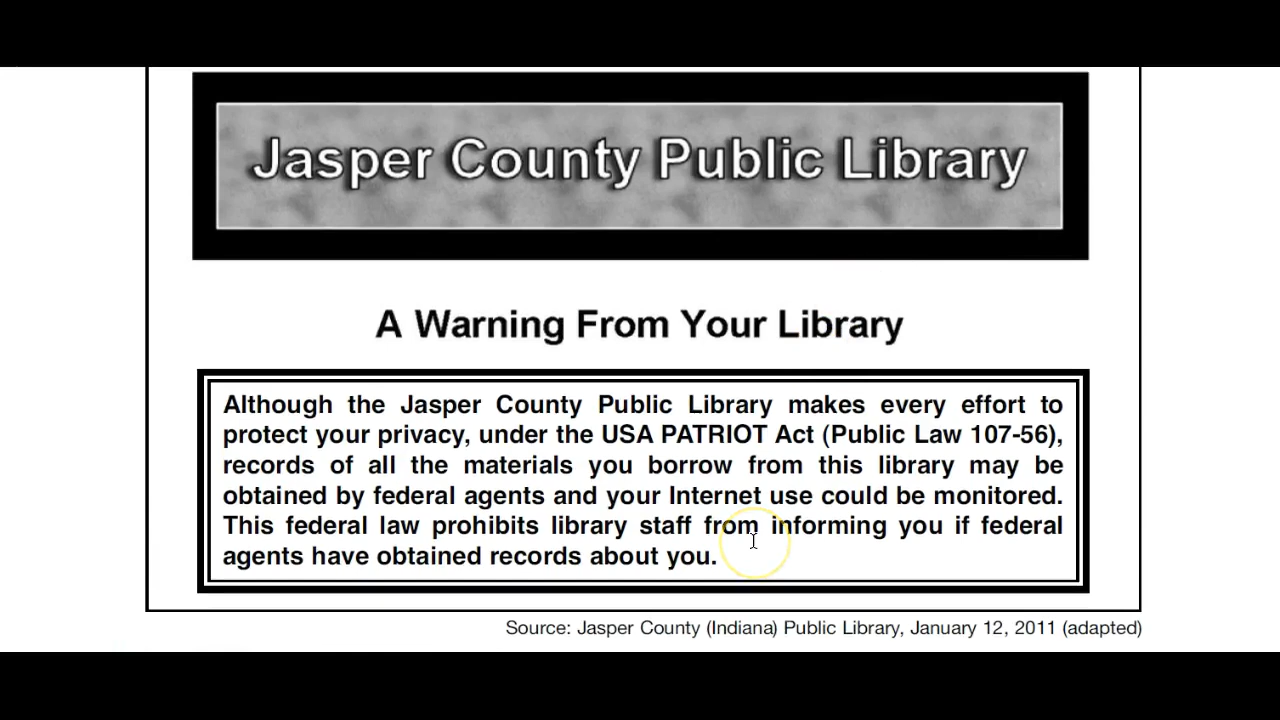 Jasper County Public Library
A Warning From Your Library
Although the Jasper County Public Library makes every effort to
protect your privacy, under the USA PATRIOT Act (Public Law 107-56),
records of all the materials you borrow from this library may be
obtained by federal agents and your Internet use could be monitored.
This federal law prohibits library staff from informing you if federal
agents have obtained records about you.
Source: Jasper County (Indiana) Public Library, January 12, 2011 (adapted)